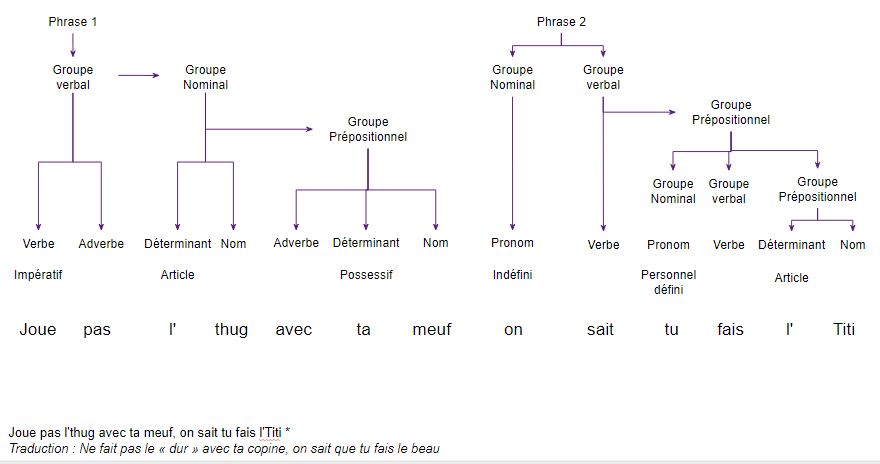 Phrase 1
Phrase 2
Groupe verbal
Groupe Nominal
Groupe Nominal
Groupe verbal
Groupe Prépositionnel
Groupe Prépositionnel
Groupe Nominal
Groupe verbal
Groupe Prépositionnel
Verbe Adverbe Déterminant Nom Adverbe Déterminant Nom Pronom Verbe Pronom Verbe Déterminant Nom
Impératif Article Possessif Indéfini Personnel défini Article
Joue pas l' thug avec ta meuf on sait tu fais l' Titi
Joue pas l'thug avec ta meuf, on sait tu fais l'Titi *
Traduction : Ne fait pas le « dur » avec ta copine, on sait que tu fais le beau